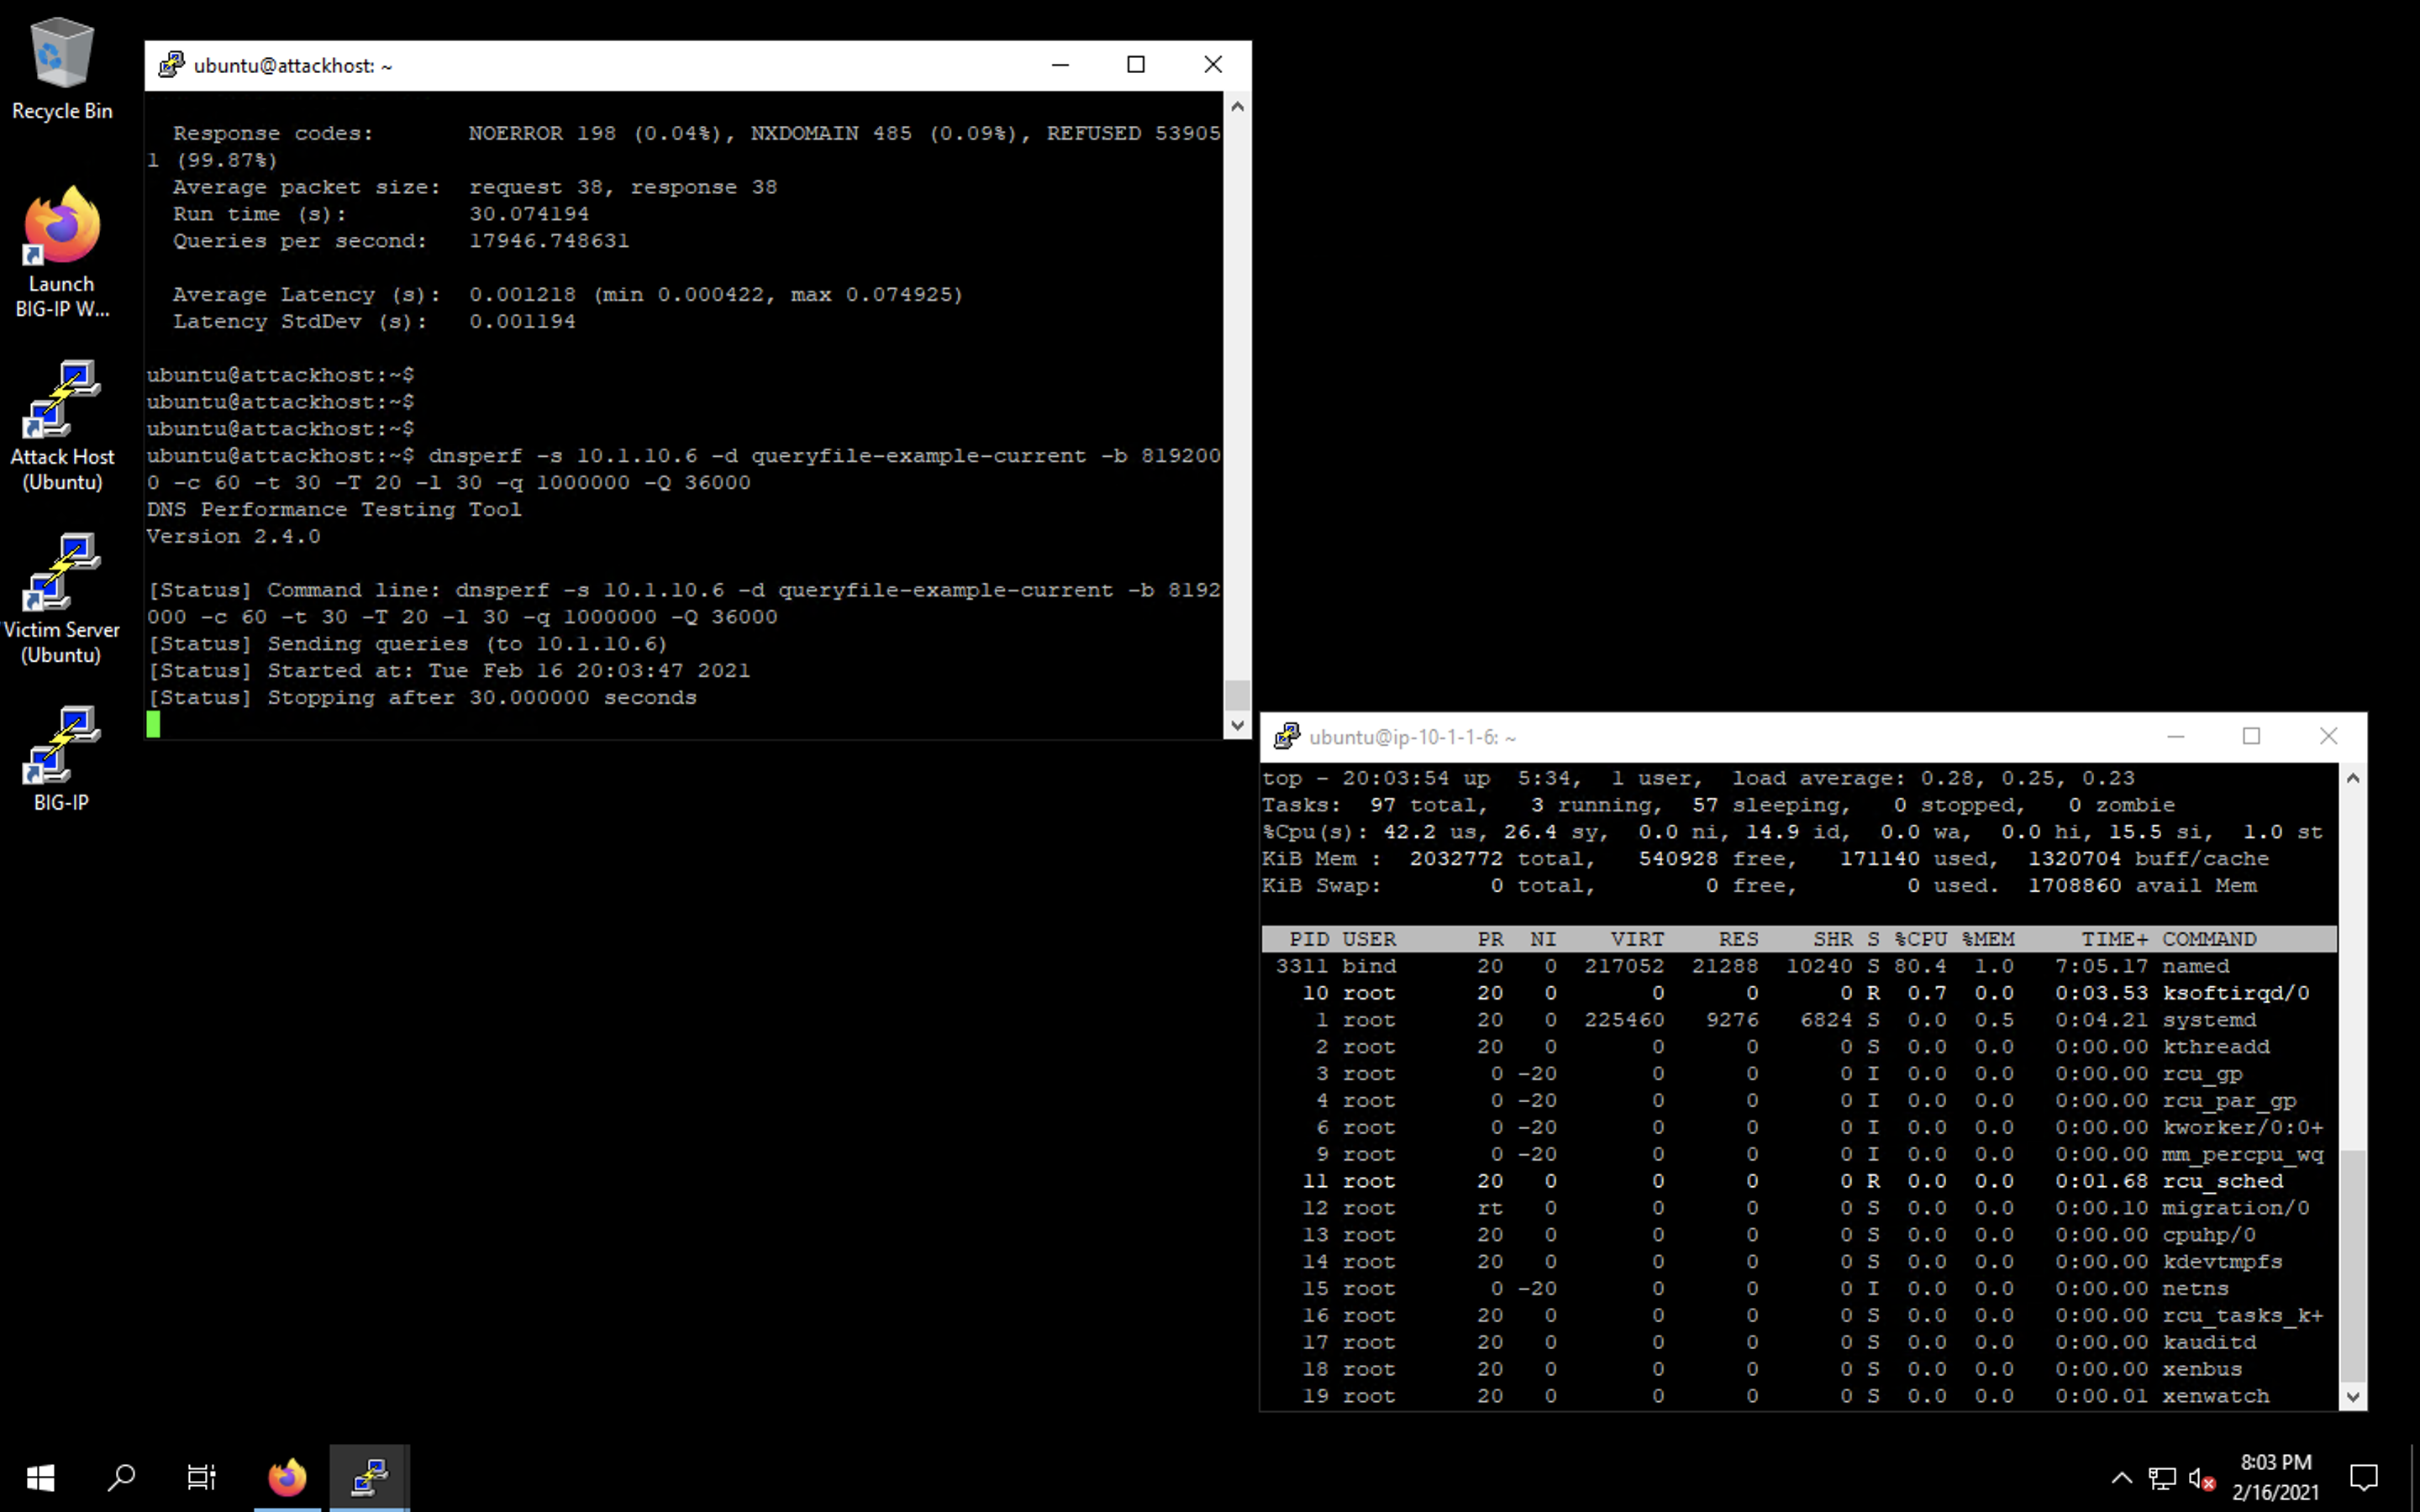 Recycle Bin
Launch
BIG-IP W...
Attack Host
(Ubuntu)
Victim Server
(Ubuntu)
BIG-IP
ubuntu@attackhost: ~
Response codes: NOERROR 198 (0.04%), NXDOMAIN 485 (0.09%), REFUSED 53905
1 (99.87%)
Average packet size: request 38, response 38
Run time (s): 30.074194
Queries per second: 17946.748631
Average Latency (s): 0.001218 (min 0.000422, max 0.074925)
Latency StdDev (s): 0.001194
ubuntu@attackhost:~$
ubuntu@attackhost:~$
ubuntu@attackhost:~$
ubuntu@attackhost:~$ dnsperf -s 10.1.10.6 -d queryfile-example-current -b 819200
0 -c 60 -t 30 -T 20 -l 30 -q 1000000 -Q 36000
DNS Performance Testing Tool
Version 2.4.0
[Status] Command line: dnsperf -s 10.1.10.6 -d queryfile-example-current -b 8192
000 -c 60 -t 30 -T 20 -l 30 -q 1000000 -Q 36000
[Status] Sending queries (to 10.1.10.6)
[Status] Started at: Tue Feb 16 20:03:47 2021
[Status] Stopping after 30.000000 seconds
ubuntu@ip-10-1-1-6: ~
top - 20:03:54 up 5:34, 1 user, load average: 0.28, 0.25, 0.23
Tasks: 97 total, 3 running, 57 sleeping, 0 stopped, 0 zombie
%Cpu(s): 42.2 us, 26.4 sy, 0.0 ni, 14.9 id, 0.0 wa, 0.0 hi, 15.5 si, 1.0 st
KiB Mem : 2032772 total, 540928 free, 171140 used, 1320704 buff/cache
KiB Swap: 0 total, 0 free, 0 used. 1708860 avail Mem
PID USER PR NI VIRT RES SHR S %CPU %MEM TIME+ COMMAND
3311 bind 20 0 217052 21288 10240 S 80.4 1.0 7:05.17 named
10 root 20 0 0 0 0 R 0.7 0.0 0:03.53 ksoftirqd/0
1 root 20 0 225460 9276 6824 S 0.0 0.5 0:04.21 systemd
2 root 20 0 0 0 0 S 0.0 0.0 0:00.00 kthreadd
3 root 0 -20 0 0 0 I 0.0 0.0 0:00.00 rcu_gp
4 root 0 -20 0 0 0 I 0.0 0.0 0:00.00 rcu_par_gp
6 root 0 -20 0 0 0 I 0.0 0.0 0:00.00 kworker/0:0+
9 root 0 -20 0 0 0 I 0.0 0.0 0:00.00 mm_percpu_wq
11 root 20 0 0 0 0 R 0.0 0.0 0:01.68 rcu_sched
12 root rt 0 0 0 0 S 0.0 0.0 0:00.10 migration/0
13 root 20 0 0 0 0 S 0.0 0.0 0:00.00 cpuhp/0
14 root 20 0 0 0 0 S 0.0 0.0 0:00.00 kdevtmpfs
15 root 0 -20 0 0 0 I 0.0 0.0 0:00.00 netns
16 root 20 0 0 0 0 S 0.0 0.0 0:00.00 rcu_tasks_k+
17 root 20 0 0 0 0 S 0.0 0.0 0:00.00 kauditd
18 root 20 0 0 0 0 S 0.0 0.0 0:00.00 xenbus
19 root 20 0 0 0 0 S 0.0 0.0 0:00.01 xenwatch
8:03 PM
2/16/2021